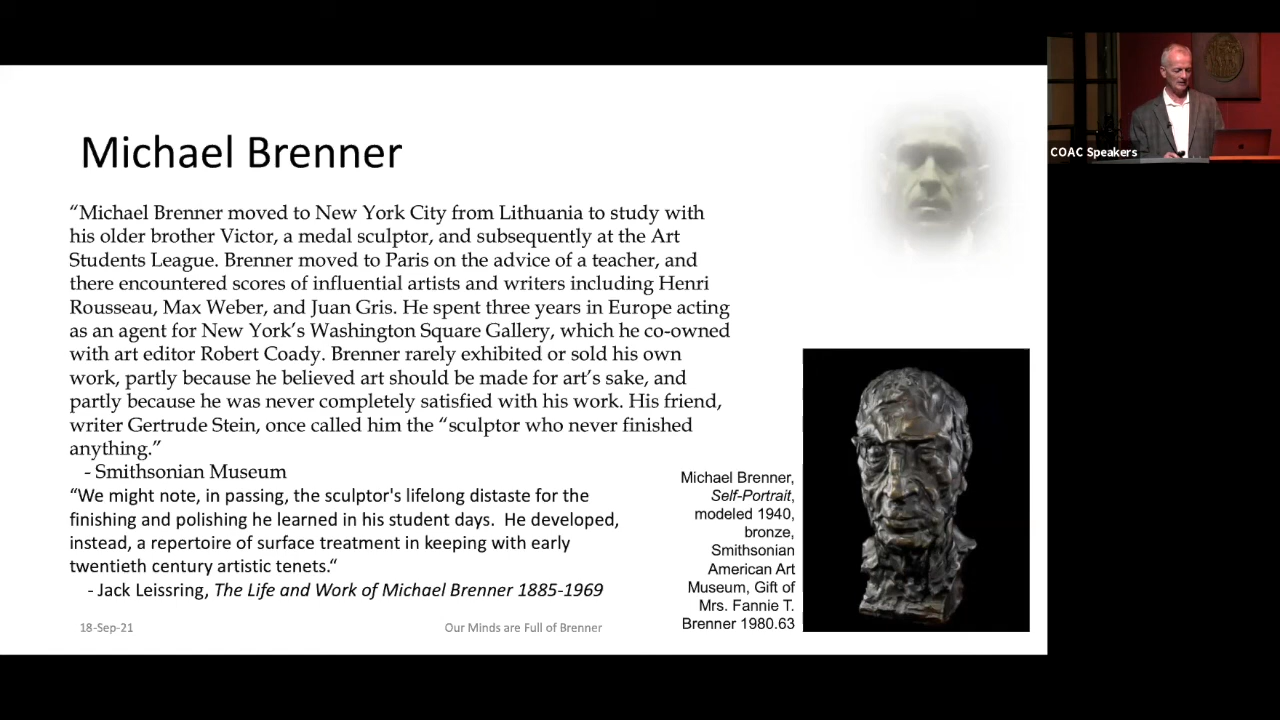 Michael Brenner
“Michael Brenner moved to New York City from Lithuania to study with
his older brother Victor, a medal sculptor, and subsequently at the Art
Students League. Brenner moved to Paris on the advice of a teacher, and
there encountered scores of influential artists and writers including Henri
Rousseau, Max Weber, and Juan Gris. He spent three years in Europe acting
as an agent for New York’s Washington Square Gallery, which he co-owned
with art editor Robert Coady. Brenner rarely exhibited or sold his own
work, partly because he believed art should be made for art’s sake, and
partly because he was never completely satisfied with his work. His friend,
writer Gertrude Stein, once called him the “sculptor who never finished
anything.”
- Smithsonian Museum
“We might note, in passing, the sculptor's lifelong distaste for the
finishing and polishing he learned in his student days.  He developed,
instead, a repertoire of surface treatment in keeping with early
twentieth century artistic tenets.“
- Jack Leissring, The Life and Work of Michael Brenner 1885-1969
Michael Brenner,
Self-Portrait,
modeled 1940,
bronze,
Smithsonian
American Art
Museum, Gift of
Mrs. Fannie T.
Brenner 1980.63
18-Sep-21
Our Minds are Full of Brenner
COAC Speakers